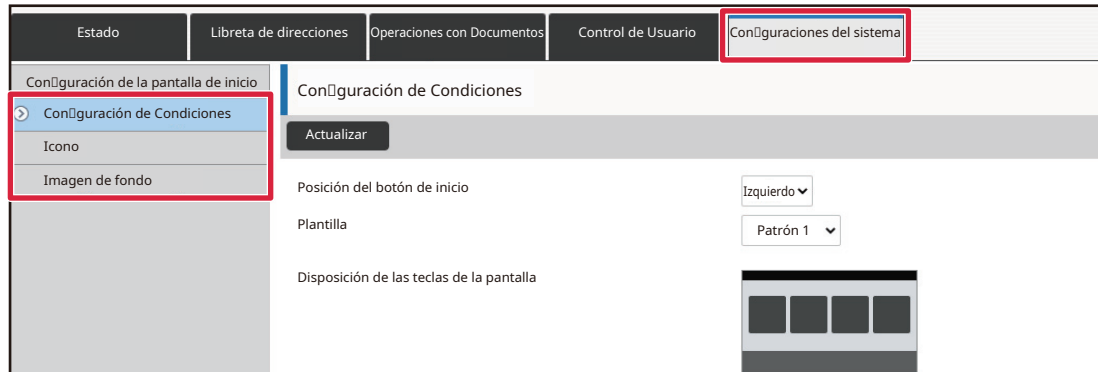 Estado
Libreta de direcciones
Operaciones con Documentos
Control de Usuario
Con▯guraciones del sistema
Con▯guración de la pantalla de inicio
Con▯guración de Condiciones
Icono
Imagen de fondo
Con▯guración de Condiciones
Actualizar
Posición del botón de inicio
Izquierdo
Plantilla
Patrón 1
Disposición de las teclas de la pantalla